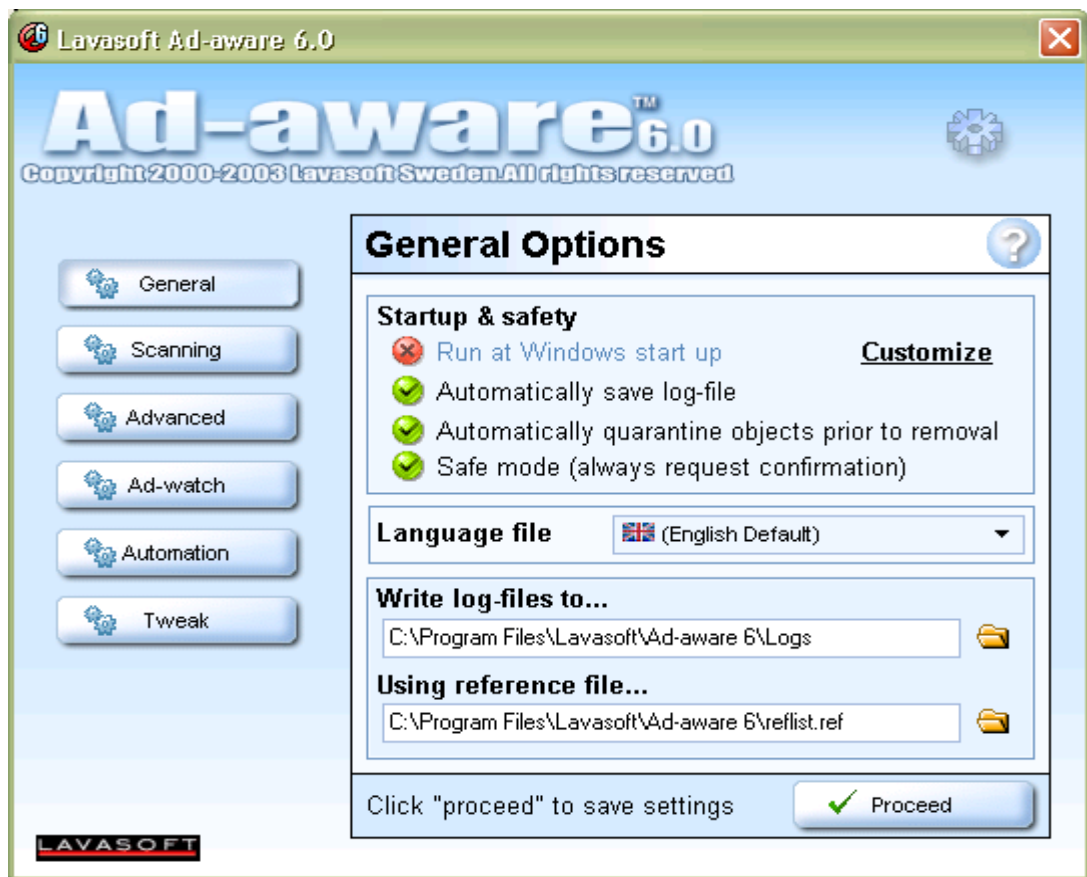 Lavasoft Ad-aware 6.0
Ad-aware™ 6.0
Copyright 2000-2003 Lavasoft Sweden. All rights reserved.
General
Scanning
Advanced
Ad-watch
Automation
Tweak
General Options
?
Startup & safety
Run at Windows start up
Customize
Automatically save log-file
Automatically quarantine objects prior to removal
Safe mode (always request confirmation)
Language file
(English Default)
Write log-files to...
C:\Program Files\Lavasoft\Ad-aware 6\Logs
Using reference file...
C:\Program Files\Lavasoft\Ad-aware 6\reflist.ref
Click "proceed" to save settings
Proceed
LAVASOFT